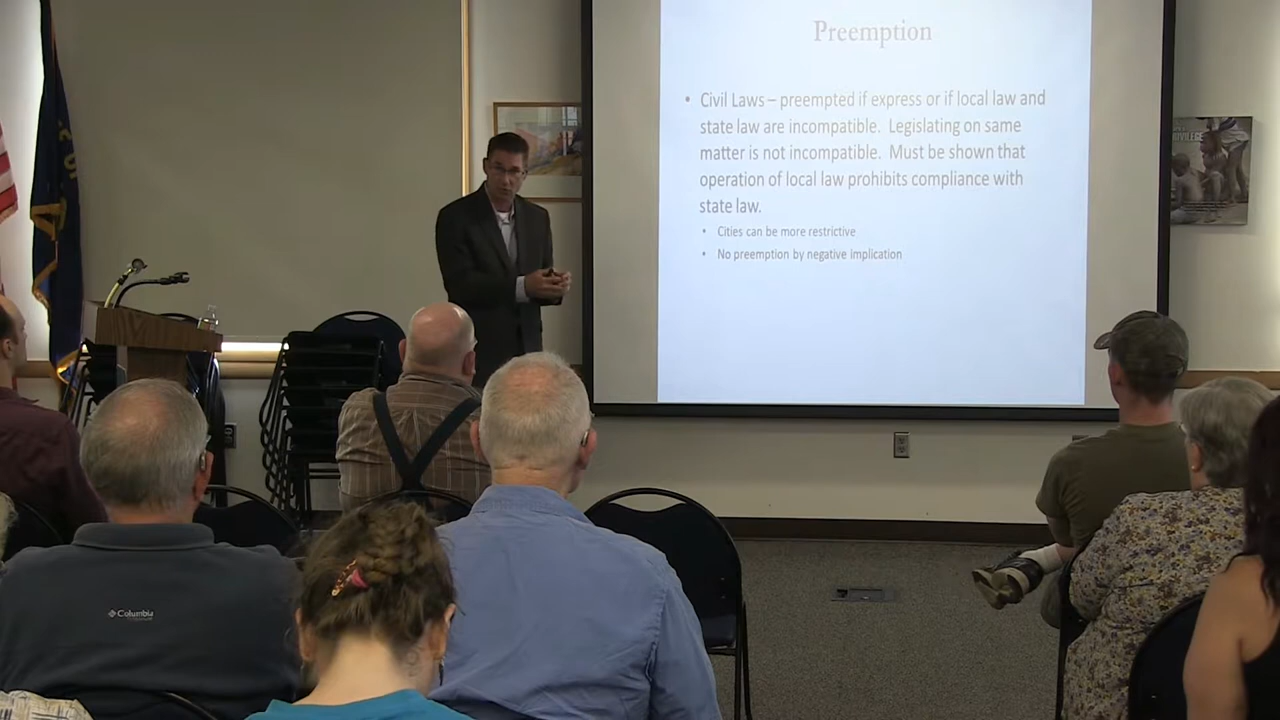 Preemption
• Civil Laws – preempted if express or if local law and
state law are incompatible. Legislating on same
matter is not incompatible. Must be shown that
operation of local law prohibits compliance with
state law.
• Cities can be more restrictive
• No preemption by negative implication
Columbia